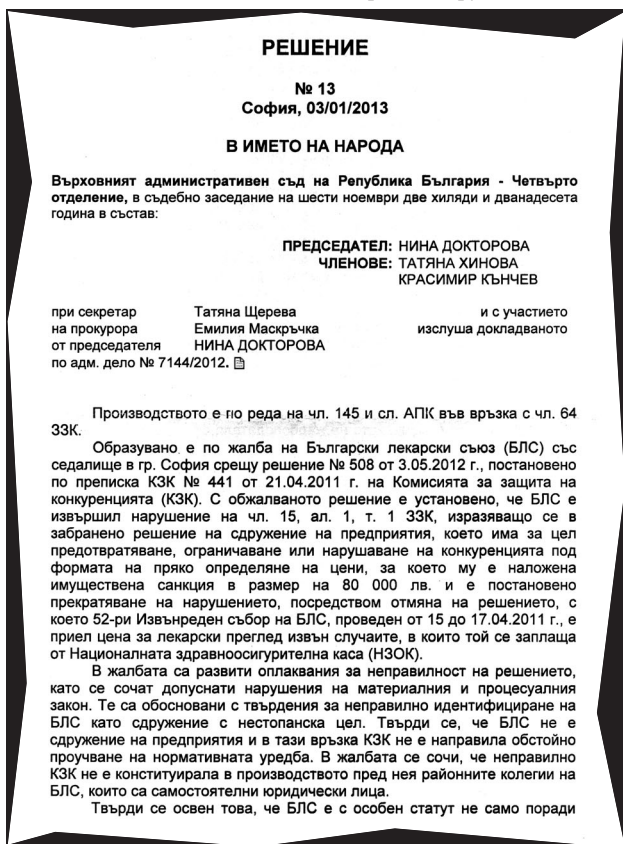 РЕШЕНИЕ
№ 13
София, 03/01/2013
В ИМЕТО НА НАРОДА
Върховният административен съд на Република България - Четвърто
отделение, в съдебно заседание на шести ноември две хиляди и дванадесета
година в състав:
ПРЕДСЕДАТЕЛ: НИНА ДОКТОРОВА
ЧЛЕНОВЕ: ТАТЯНА ХИНОВА
КРАСИМИР КЪНЧЕВ
при секретар Татяна Щерева и с участието
на прокурора Емилия Маскръчка изслуша докладваното
от председателя НИНА ДОКТОРОВА
по адм. дело № 7144/2012.
Производството е по реда на чл. 145 и сл. АПК във връзка с чл. 64
ЗЗК.
Образувано е по жалба на Български лекарски съюз (БЛС) със
седалище в гр. София срещу решение № 508 от 3.05.2012 г., постановено
по преписка КЗК № 441 от 21.04.2011 г. на Комисията за защита на
конкуренцията (КЗК). С обжалваното решение е установено, че БЛС е
извършил нарушение на чл. 15, ал. 1, т. 1 ЗЗК, изразяващо се в
забранено решение на сдружение на предприятия, което има за цел
предотвратяване, ограничаване или нарушаване на конкуренцията под
формата на пряко определяне на цени, за което му е наложена
имуществена санкция в размер на 80 000 лв. и е постановено
прекратяване на нарушението, посредством отмяна на решението, с
което 52-ри Извънреден събор на БЛС, проведен от 15 до 17.04.2011 г., е
приел цена за лекарски преглед извън случаите, в които той се заплаща
от Националната здравноосигурителна каса (НЗОК).
В жалбата са развити оплаквания за неправилност на решението,
като се сочат допуснати нарушения на материалния и процесуалния
закон. Те са обосновани с твърдения за неправилно идентифициране на
БЛС като сдружение с нестопанска цел. Твърди се, че БЛС не е
сдружение на предприятия и в тази връзка КЗК не е направила обстойно
проучване на нормативната уредба. В жалбата се сочи, че неправилно
КЗК не е конституирала в производството пред нея районните колегии на
БЛС, които са самостоятелни юридически лица.
Твърди се освен това, че БЛС е с особен статут не само поради